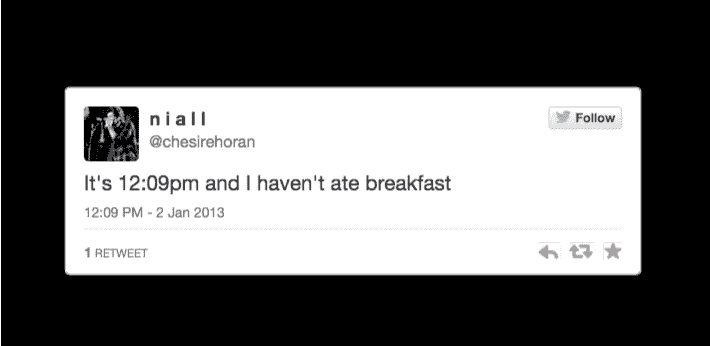 n i a l l
Follow
@chesirehoran
It's 12:09pm and I haven't ate breakfast
12:09 PM - 2 Jan 2013
1 RETWEET